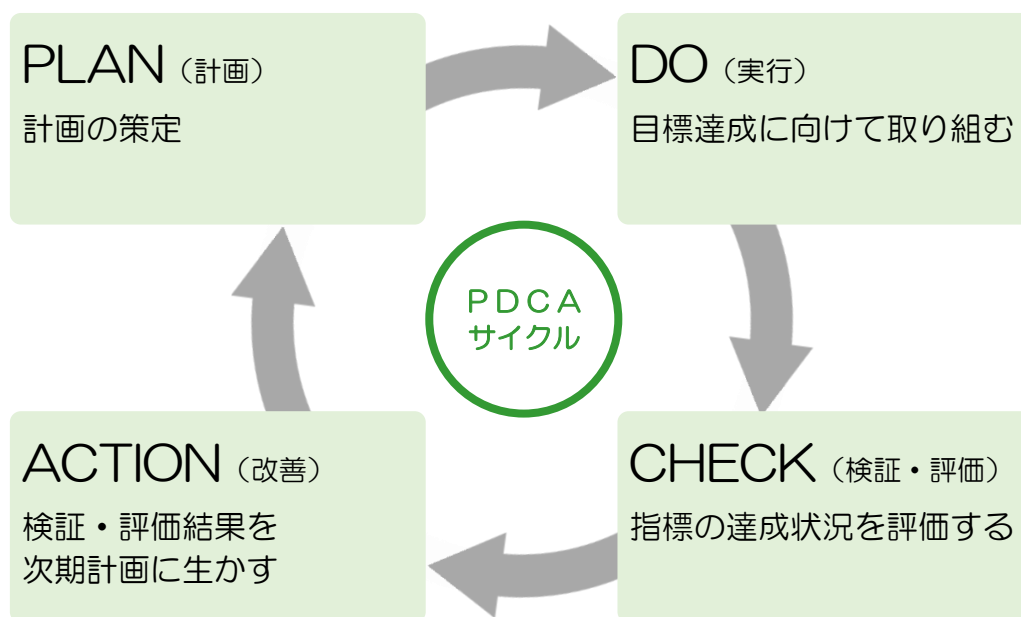 PLAN（計画）
計画の策定
DO（実行）
目標達成に向けて取り組む
ＰＤＣＡ
サイクル
ACTION（改善）
検証・評価結果を
次期計画に生かす
CHECK（検証・評価）
指標の達成状況を評価する